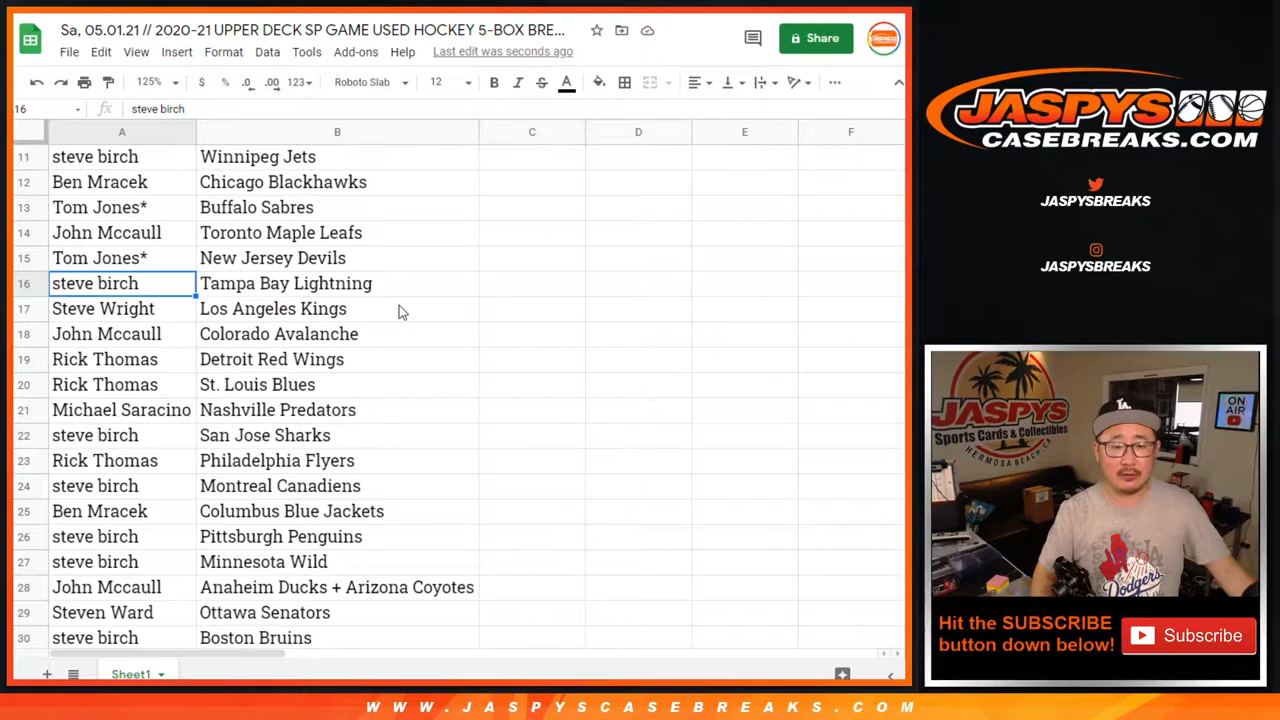 Sa, 05.01.21 // 2020-21 UPPER DECK SP GAME USED HOCKEY 5-BOX BRE...
File Edit View Insert Format Data Tools Add-ons Help Last edit was seconds ago
Share
125% $ % .0 .00 123 Roboto Slab 12 B I S A
16 fx steve birch
A B C D E F
11 steve birch Winnipeg Jets
12 Ben Mracek Chicago Blackhawks
13 Tom Jones* Buffalo Sabres
14 John Mccaull Toronto Maple Leafs
15 Tom Jones* New Jersey Devils
16 steve birch Tampa Bay Lightning
17 Steve Wright Los Angeles Kings
18 John Mccaull Colorado Avalanche
19 Rick Thomas Detroit Red Wings
20 Rick Thomas St. Louis Blues
21 Michael Saracino Nashville Predators
22 steve birch San Jose Sharks
23 Rick Thomas Philadelphia Flyers
24 steve birch Montreal Canadiens
25 Ben Mracek Columbus Blue Jackets
26 steve birch Pittsburgh Penguins
27 steve birch Minnesota Wild
28 John Mccaull Anaheim Ducks + Arizona Coyotes
29 Steven Ward Ottawa Senators
30 steve birch Boston Bruins
Sheet1
JASPYS
CASEBREAKS.COM
JASPYSBREAKS
JASPYSBREAKS
JASPYS
Sports Cards & Collectibles
HERMOSA BEACH CA
ON AIR
LA
Dodgers
Hit the SUBSCRIBE
button down below!
Subscribe
WWW.JASPYSCASEBREAKS.COM